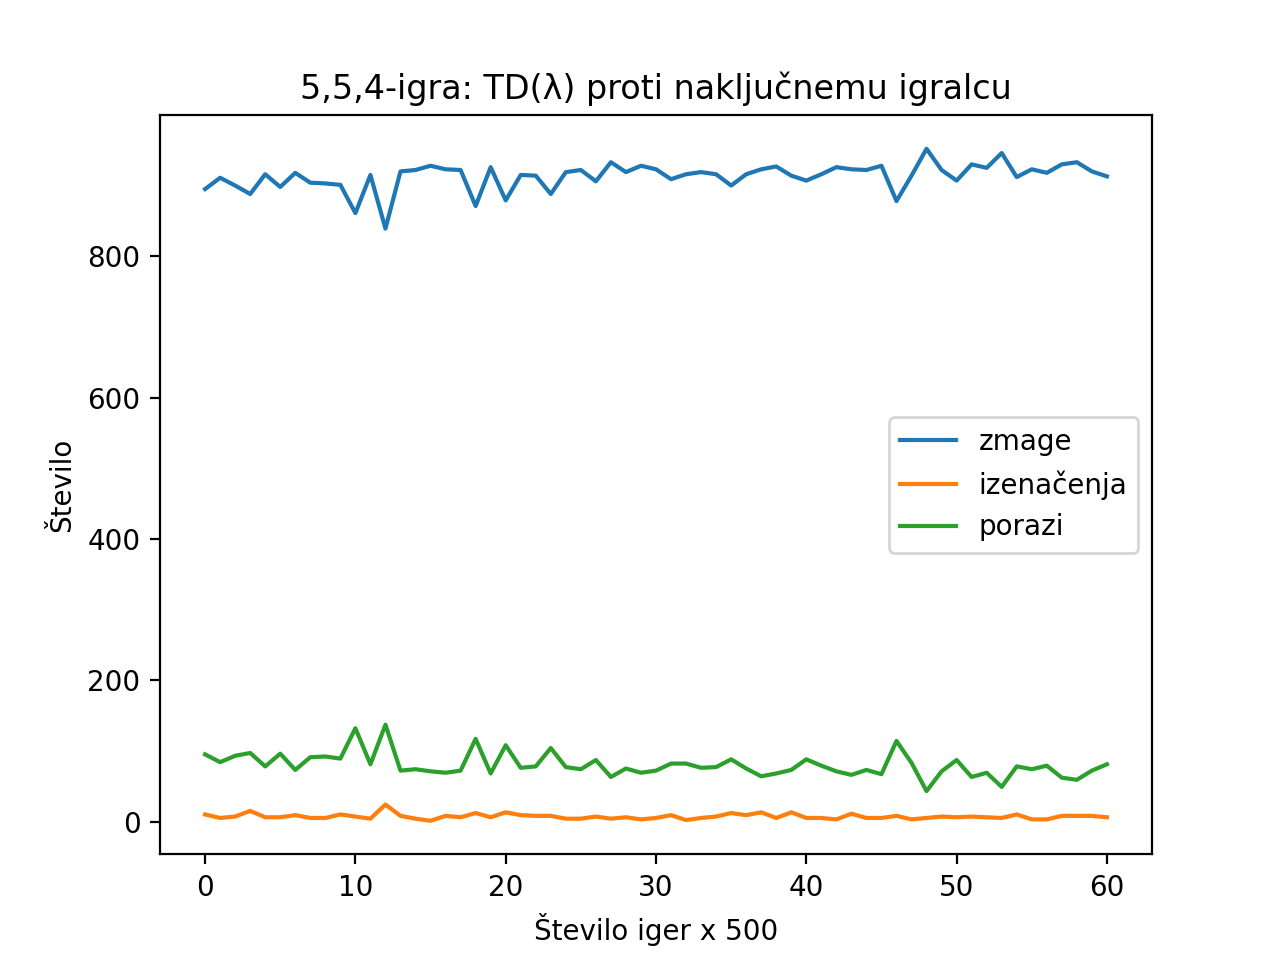 5,5,4-igra: TD(λ) proti naključnemu igralcu
Število
800
600
400
200
0
zmage
izenačenja
porazi
0 10 20 30 40 50 60
Število iger x 500